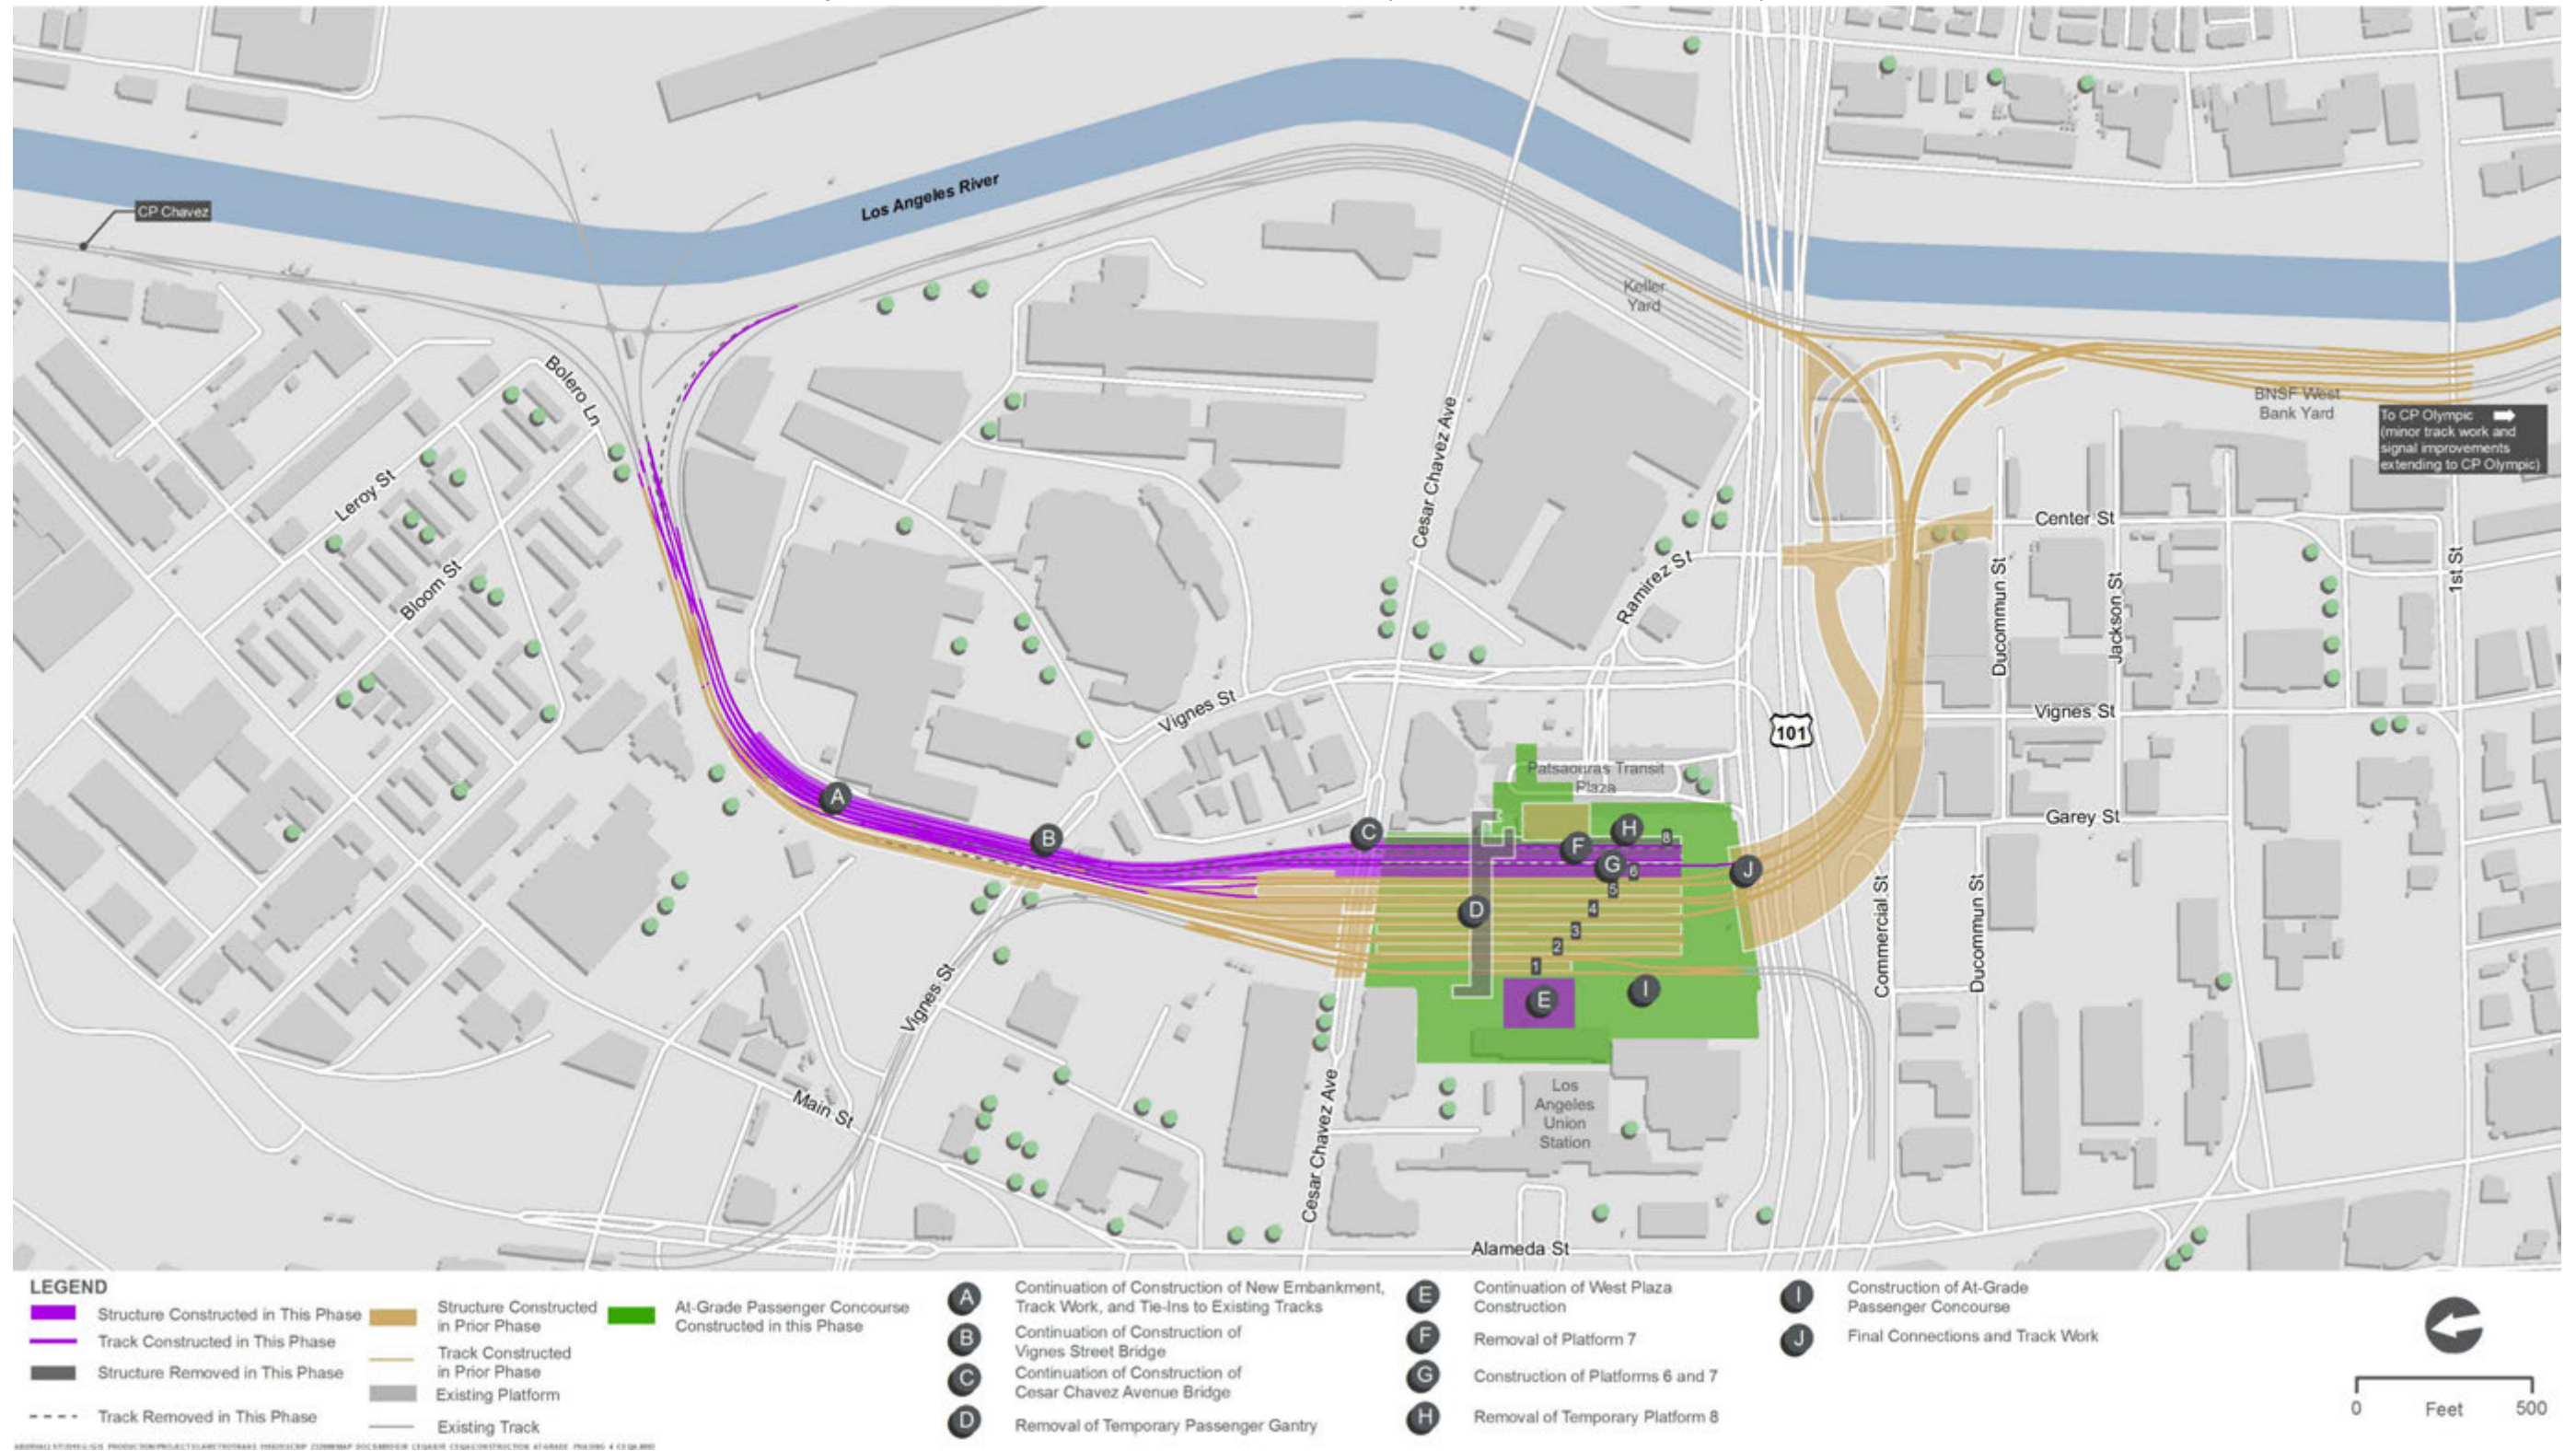 Los Angeles River
CP Chavez
Keller
Yard
BNSF West
Bank Yard
To CP Olympic
(minor track work and
signal improvements
extending to CP Olympic)
Bolero Ln
Leroy St
Bloom St
Cesar Chavez Ave
Ramirez St
Center St
Ducommun St
Jackson St
1st St
Vignes St
Vignes St
101
Patsaouras Transit
Plaza
Garey St
A
B
C
D
E
F
G
H
I
J
8
6
5
4
3
2
1
Commercial St
Ducommun St
Vignes St
Main St
Cesar Chavez Ave
Los
Angeles
Union
Station
Alameda St
LEGEND
Structure Constructed in This Phase
Track Constructed in This Phase
Structure Removed in This Phase
Track Removed in This Phase
Structure Constructed
in Prior Phase
Track Constructed
in Prior Phase
Existing Platform
Existing Track
At-Grade Passenger Concourse
Constructed in this Phase
A Continuation of Construction of New Embankment,
Track Work, and Tie-Ins to Existing Tracks
B Continuation of Construction of
Vignes Street Bridge
C Continuation of Construction of
Cesar Chavez Avenue Bridge
D Removal of Temporary Passenger Gantry
E Continuation of West Plaza
Construction
F Removal of Platform 7
G Construction of Platforms 6 and 7
H Removal of Temporary Platform 8
I Construction of At-Grade
Passenger Concourse
J Final Connections and Track Work
0 Feet 500